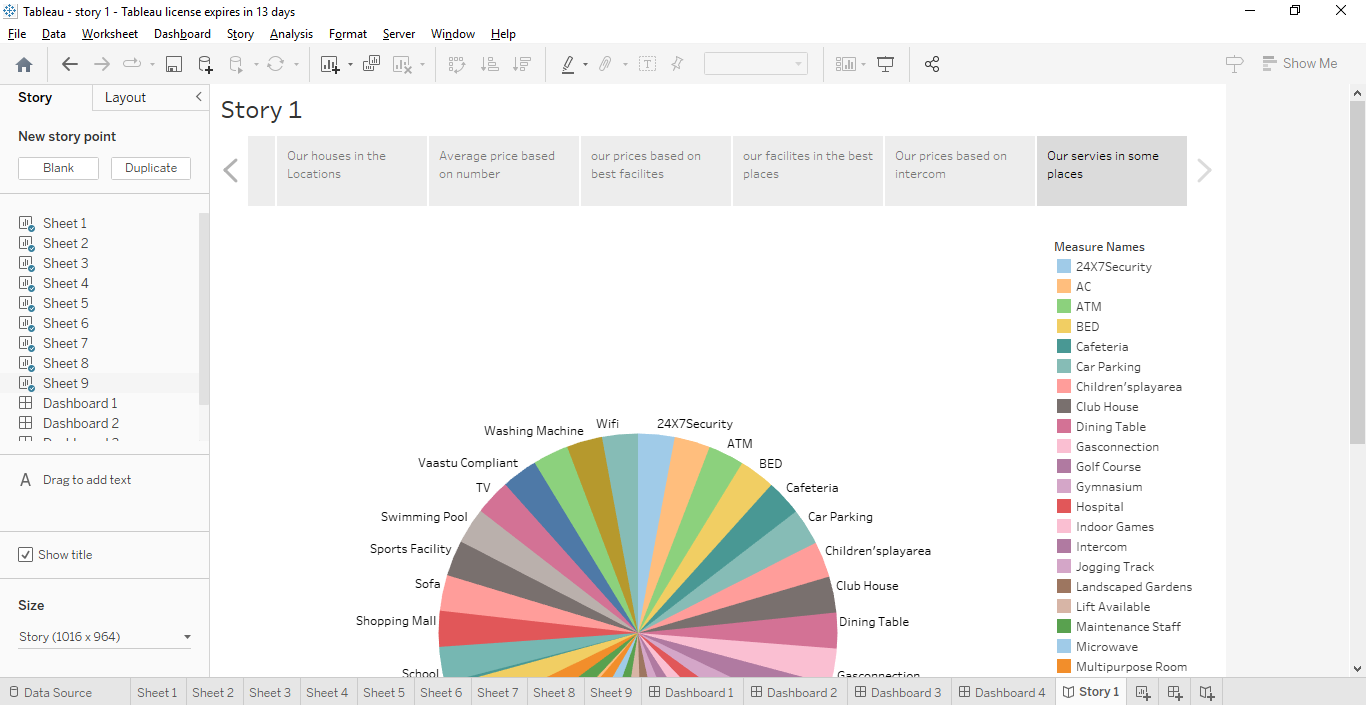 Tableau - story 1 - Tableau license expires in 13 days
File Data Worksheet Dashboard Story Analysis Format Server Window Help
Show Me
Story
Layout
New story point
Blank
Duplicate
Sheet 1
Sheet 2
Sheet 3
Sheet 4
Sheet 5
Sheet 6
Sheet 7
Sheet 8
Sheet 9
Dashboard 1
Dashboard 2
A Drag to add text
Show title
Size
Story (1016 x 964)
Story 1
Our houses in the
Locations
Average price based
on number
our prices based on
best facilites
our facilites in the best
places
Our prices based on
intercom
Our servies in some
places
Wifi
24X7Security
Washing Machine
ATM
Vaastu Compliant
BED
TV
Cafeteria
Swimming Pool
Car Parking
Sports Facility
Children'splayarea
Sofa
Club House
Shopping Mall
Dining Table
School
Gasconnection
Measure Names
24X7Security
AC
ATM
BED
Cafeteria
Car Parking
Children'splayarea
Club House
Dining Table
Gasconnection
Golf Course
Gymnasium
Hospital
Indoor Games
Intercom
Jogging Track
Landscaped Gardens
Lift Available
Maintenance Staff
Microwave
Multipurpose Room
Data Source Sheet 1 Sheet 2 Sheet 3 Sheet 4 Sheet 5 Sheet 6 Sheet 7 Sheet 8 Sheet 9 Dashboard 1 Dashboard 2 Dashboard 3 Dashboard 4 Story 1